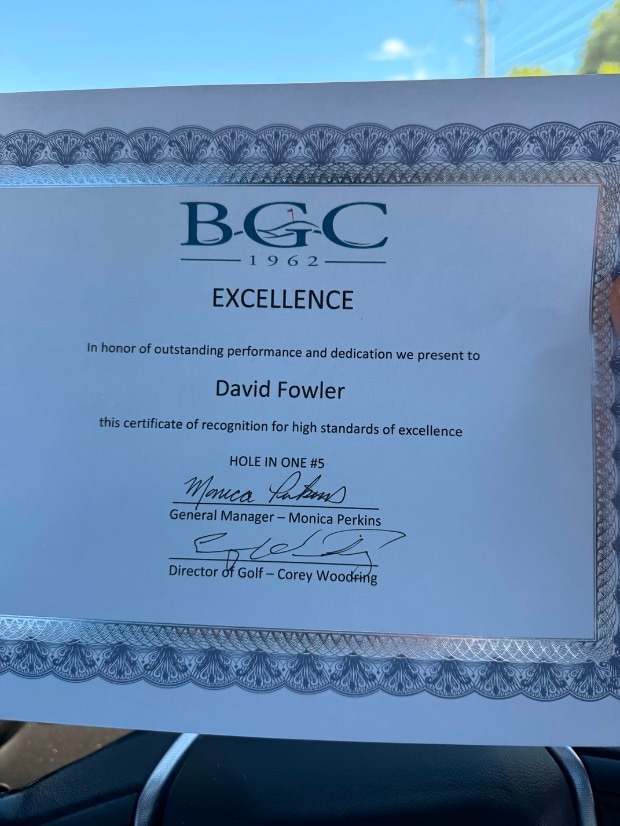 BGC
1962
EXCELLENCE
In honor of outstanding performance and dedication we present to
David Fowler
this certificate of recognition for high standards of excellence
HOLE IN ONE #5
Monica Perkins
General Manager – Monica Perkins
Director of Golf – Corey Woodring